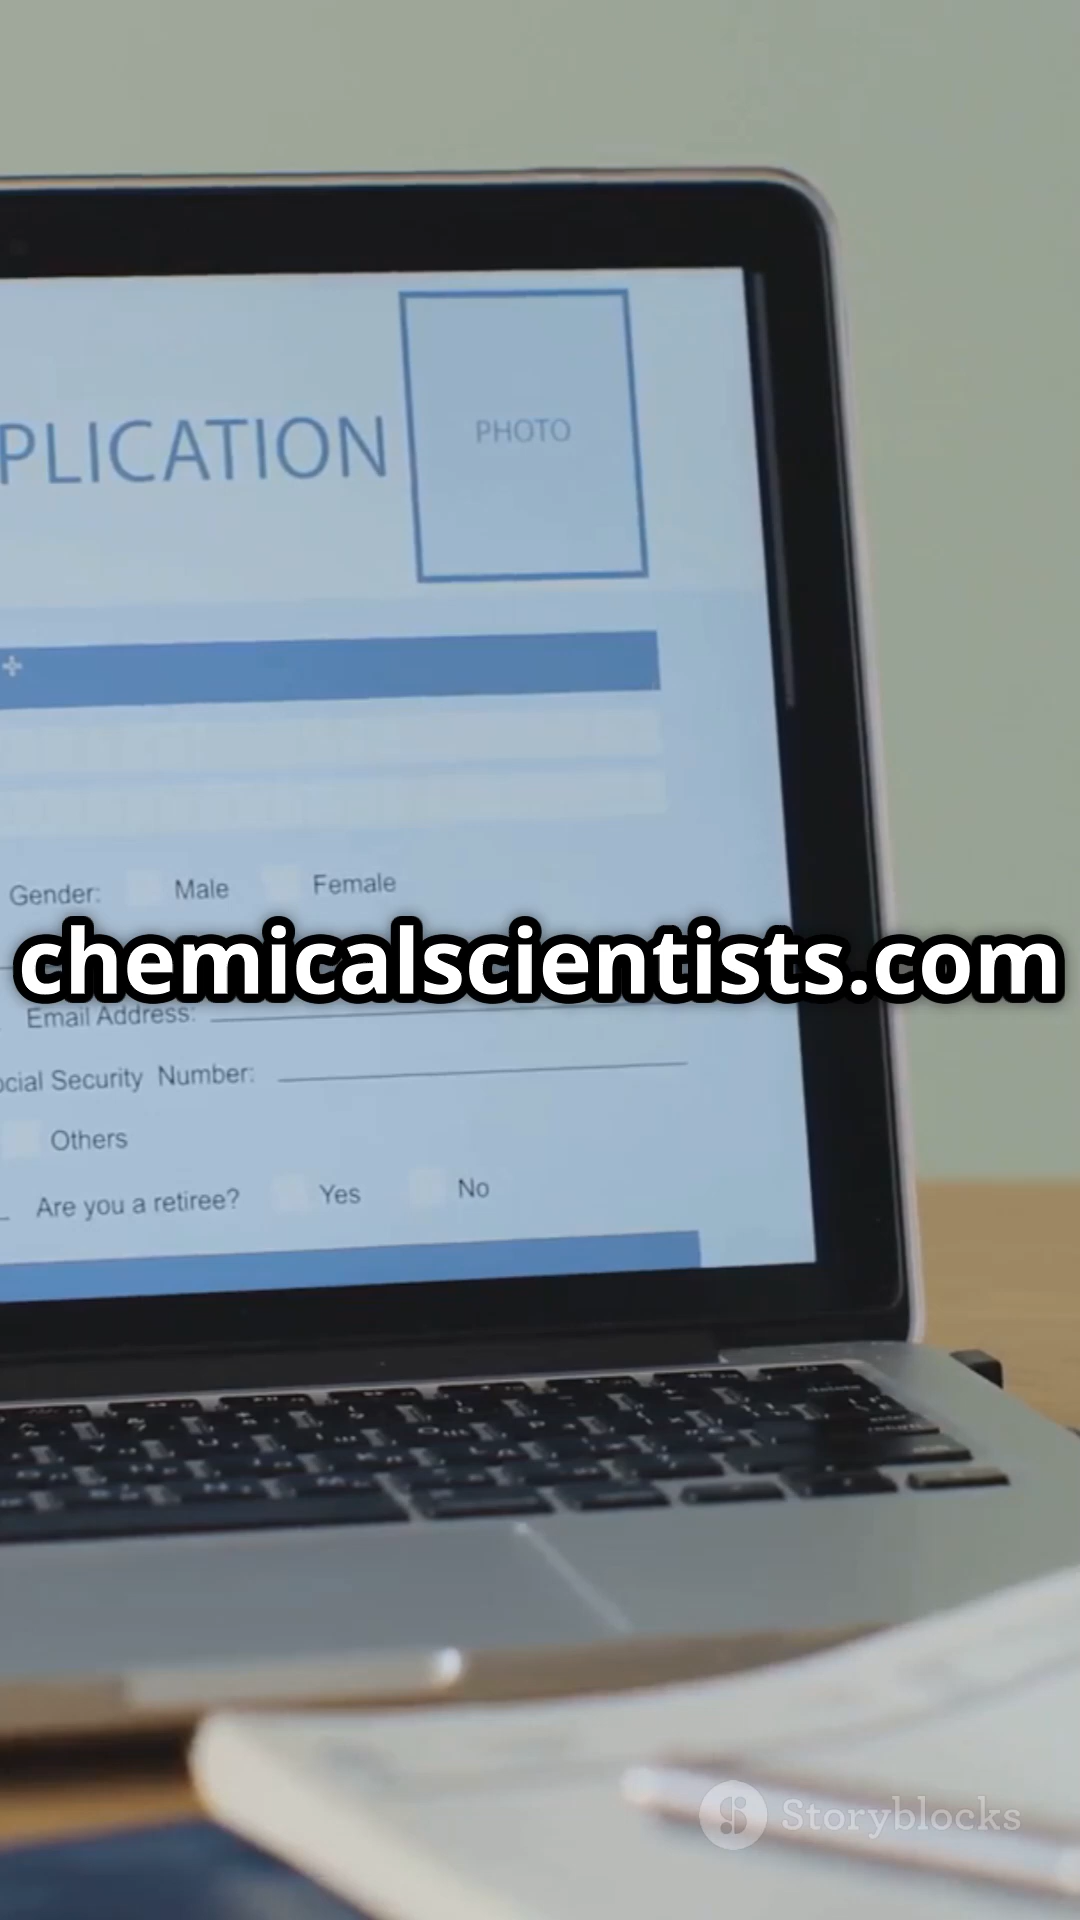 PLICATION
PHOTO
Gender: Male Female
chemicalscientists.com
Email Address:
ocial Security Number:
Others
Are you a retiree? Yes No
Storyblocks